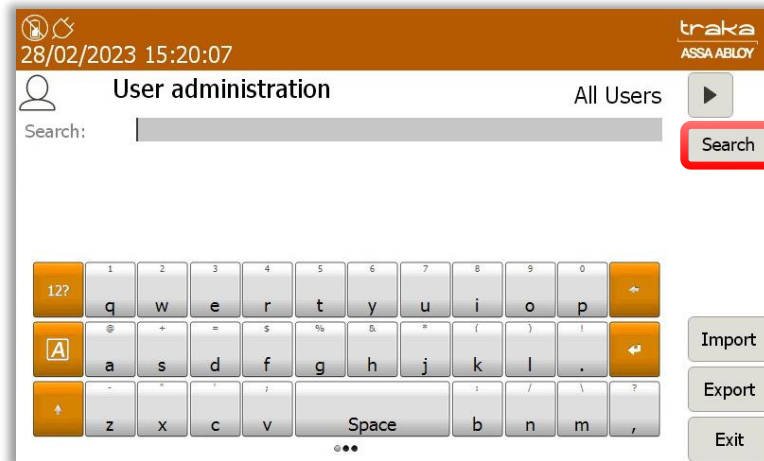 traka
ASSA ABLOY
28/02/2023 15:20:07
User administration
All Users
Search:
Search
1 2 3 4 5 6 7 8 9 0
12? q w e r t y u i o p
@ + = $ % & * ( ) !
A a s d f g h j k l .
- " ' ; : / \ ?
z x c v Space b n m ,
Import
Export
Exit